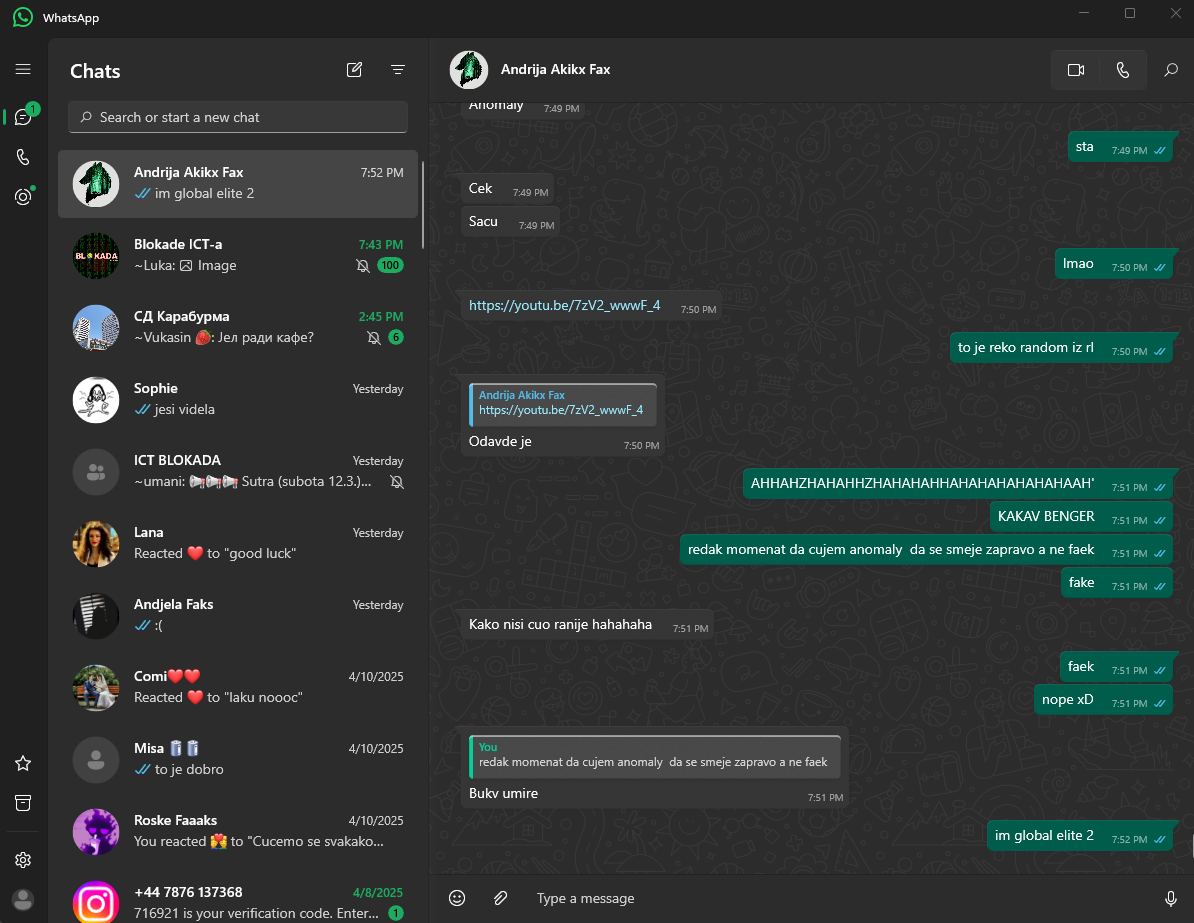 WhatsApp
1
Chats
Search or start a new chat
Andrija Akikx Fax
7:52 PM
im global elite 2
BLOKADA
Blokade ICT-a
7:43 PM
~Luka: Image
100
СД Карабурма
2:45 PM
~Vukasin 🍓: Јел ради кафе?
6
Sophie
Yesterday
jesi videla
ICT BLOKADA
Yesterday
~umani: 📢📢📢 Sutra (subota 12.3.)...
Lana
Yesterday
Reacted ❤️ to "good luck"
Andjela Faks
Yesterday
:(
Comi❤️❤️
4/10/2025
Reacted ❤️ to "laku noooc"
Misa 🥫🥫
4/10/2025
to je dobro
Roske Faaaks
4/10/2025
You reacted 💏 to "Cucemo se svakako...
+44 7876 137368
4/8/2025
716921 is your verification code. Enter...
1
Andrija Akikx Fax
Anomaly 7:49 PM
sta 7:49 PM
Cek 7:49 PM
Sacu 7:49 PM
lmao 7:50 PM
https://youtu.be/7zV2_wwwF_4 7:50 PM
to je reko random iz rl 7:50 PM
Andrija Akikx Fax
https://youtu.be/7zV2_wwwF_4
Odavde je 7:50 PM
AHHAHZHAHAHHZHAHAHAHHAHAHAHAHAHAHAAH' 7:51 PM
KAKAV BENGER 7:51 PM
redak momenat da cujem anomaly  da se smeje zapravo a ne faek 7:51 PM
fake 7:51 PM
Kako nisi cuo ranije hahahaha 7:51 PM
faek 7:51 PM
nope xD 7:51 PM
You
redak momenat da cujem anomaly  da se smeje zapravo a ne faek
Bukv umire 7:51 PM
im global elite 2 7:52 PM
Type a message